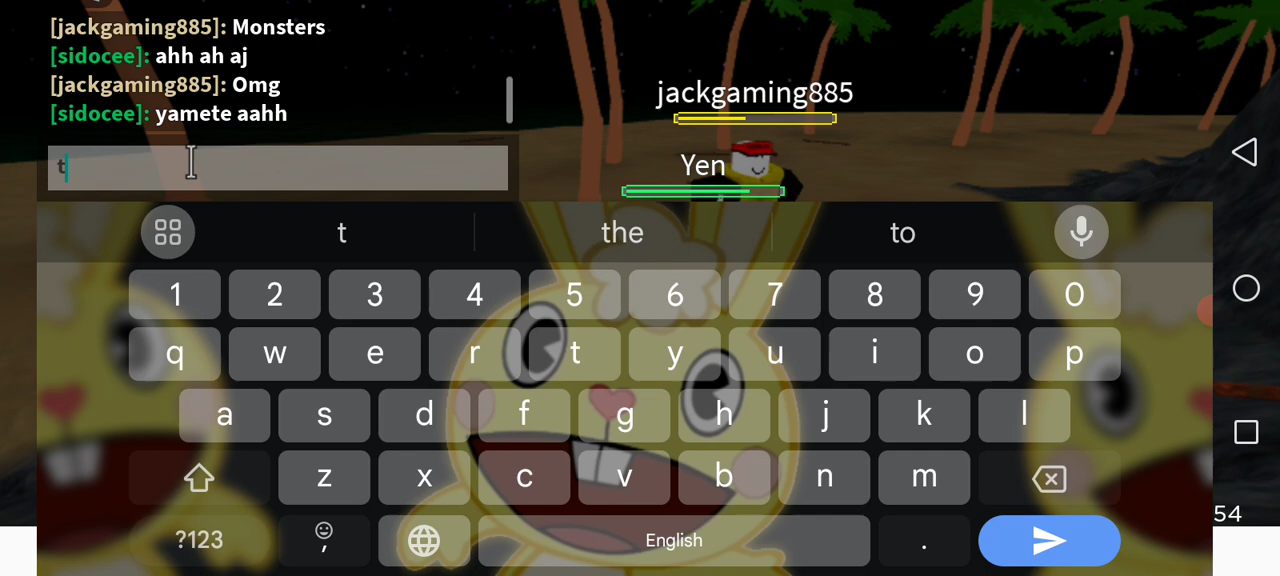 [jackgaming885]: Monsters
[sidocee]: ahh ah aj
[jackgaming885]: Omg
[sidocee]: yamete aahh
jackgaming885
t
Yen
t the to
1 2 3 4 5 6 7 8 9 0
q w e r t y u i o p
a s d f g h j k l
z x c v b n m
54
?123 , English .